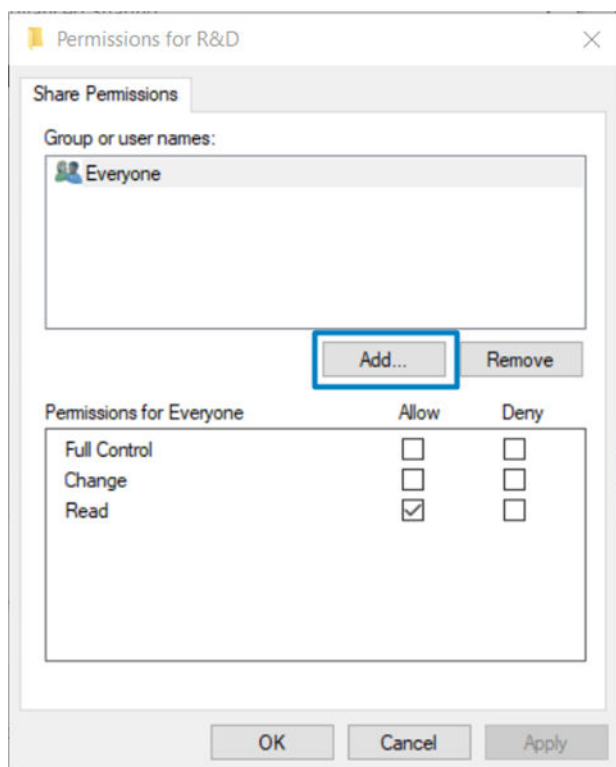 Permissions for R&D
Share Permissions
Group or user names:
Everyone
Add... Remove
Permissions for Everyone Allow Deny
Full Control
Change
Read
OK Cancel Apply